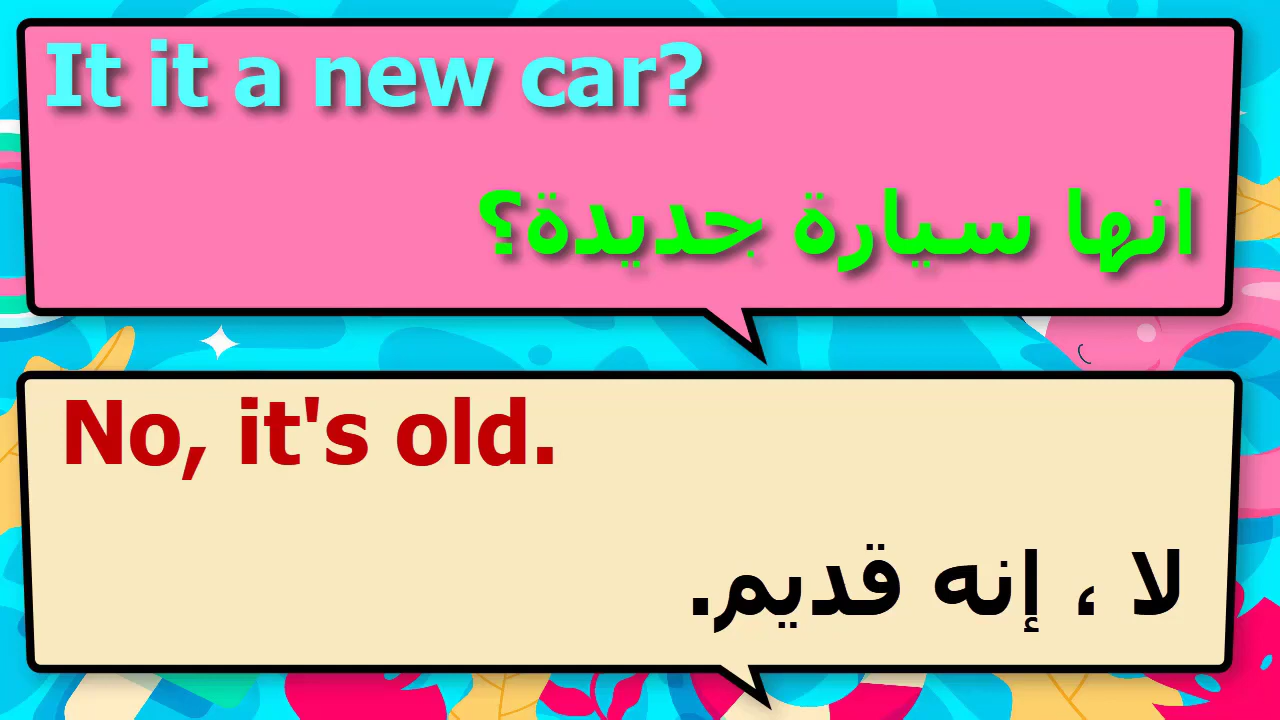 It it a new car?
انها سيارة جديدة؟
No, it's old.
لا ، إنه قديم.